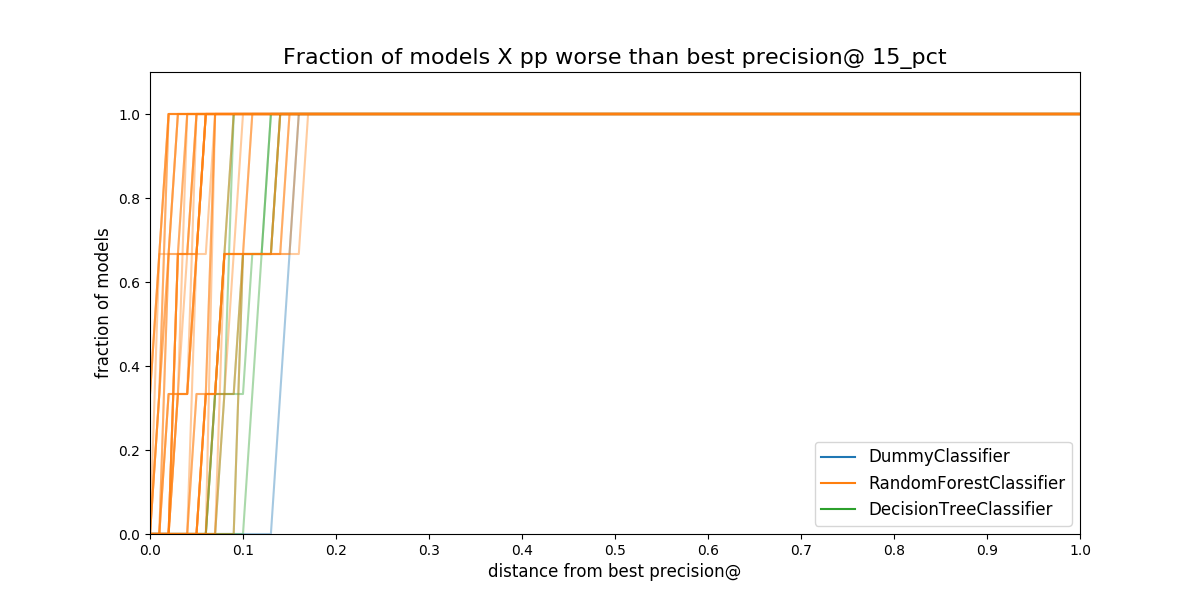 Fraction of models X pp worse than best precision@ 15_pct
fraction of models
1.0
0.8
0.6
0.4
0.2
0.0
0.0 0.1 0.2 0.3 0.4 0.5 0.6 0.7 0.8 0.9 1.0
distance from best precision@
DummyClassifier
RandomForestClassifier
DecisionTreeClassifier